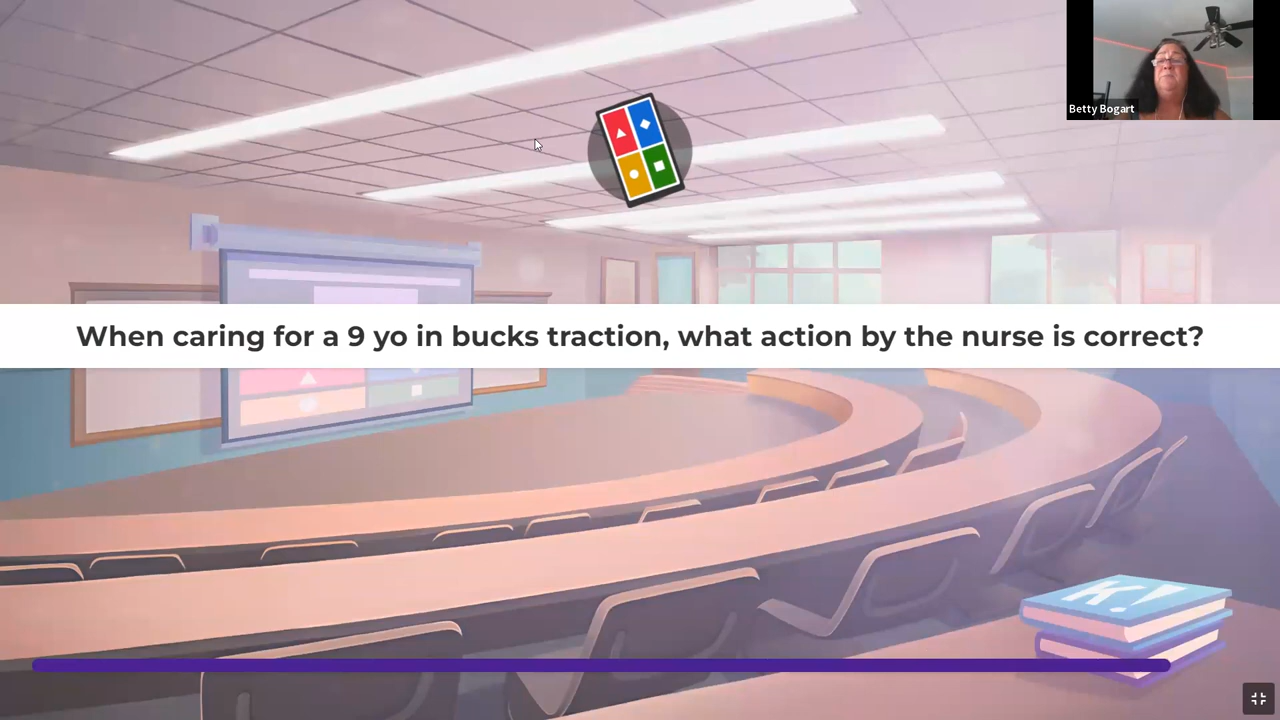 Betty Bogart
When caring for a 9 yo in bucks traction, what action by the nurse is correct?
K!